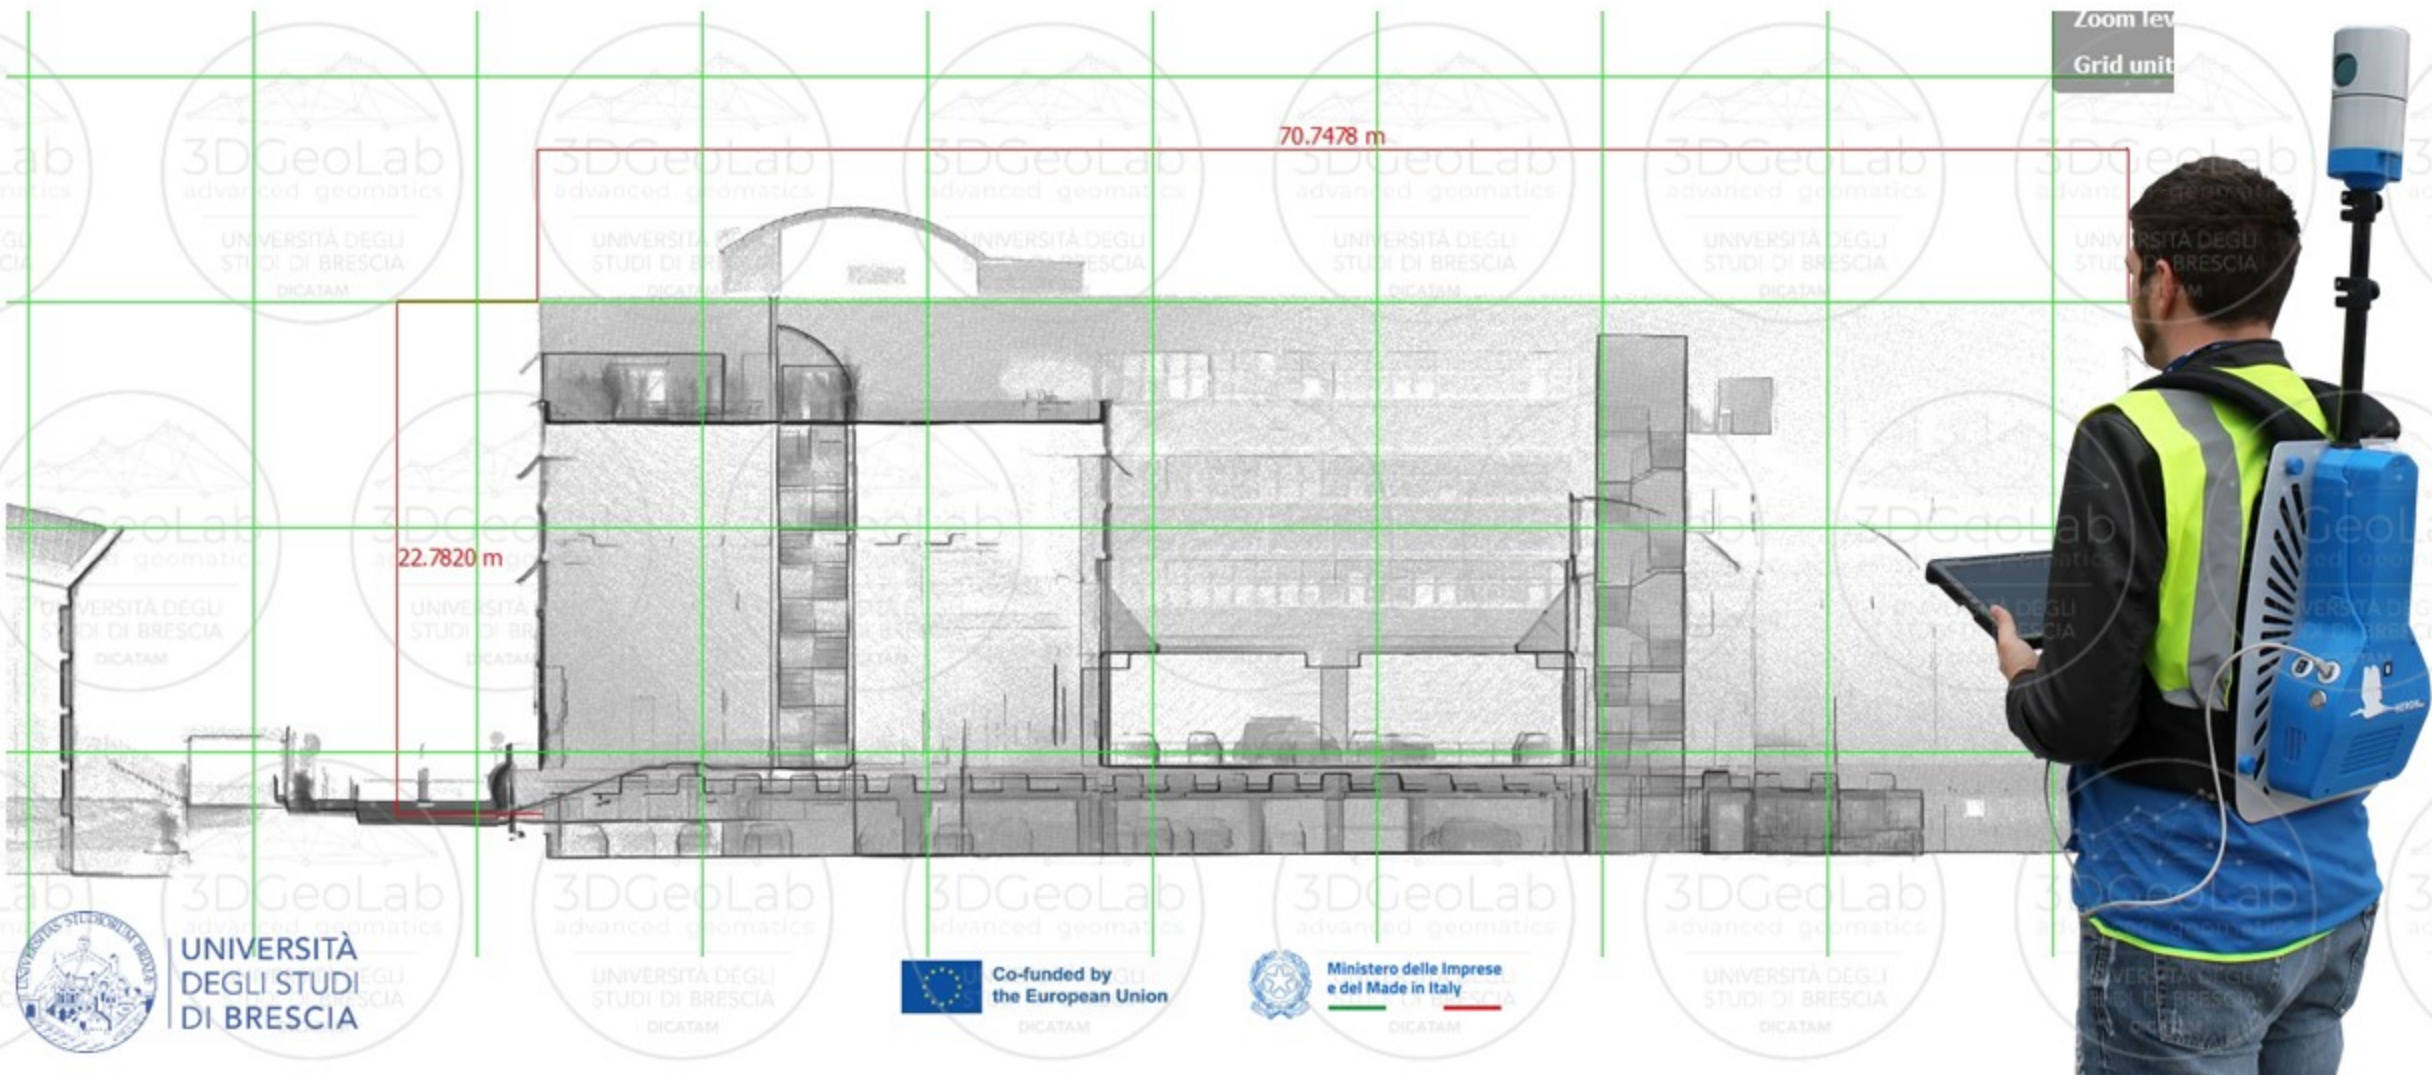 Zoom lev
Grid unit
70.7478 m
22.7820 m
3DGeoLab
advanced geomatics
UNIVERSITÀ DEGLI
STUDI DI BRESCIA
DICATAM
HERON
UNIVERSITÀ
DEGLI STUDI
DI BRESCIA
Co-funded by
the European Union
Ministero delle Imprese
e del Made in Italy